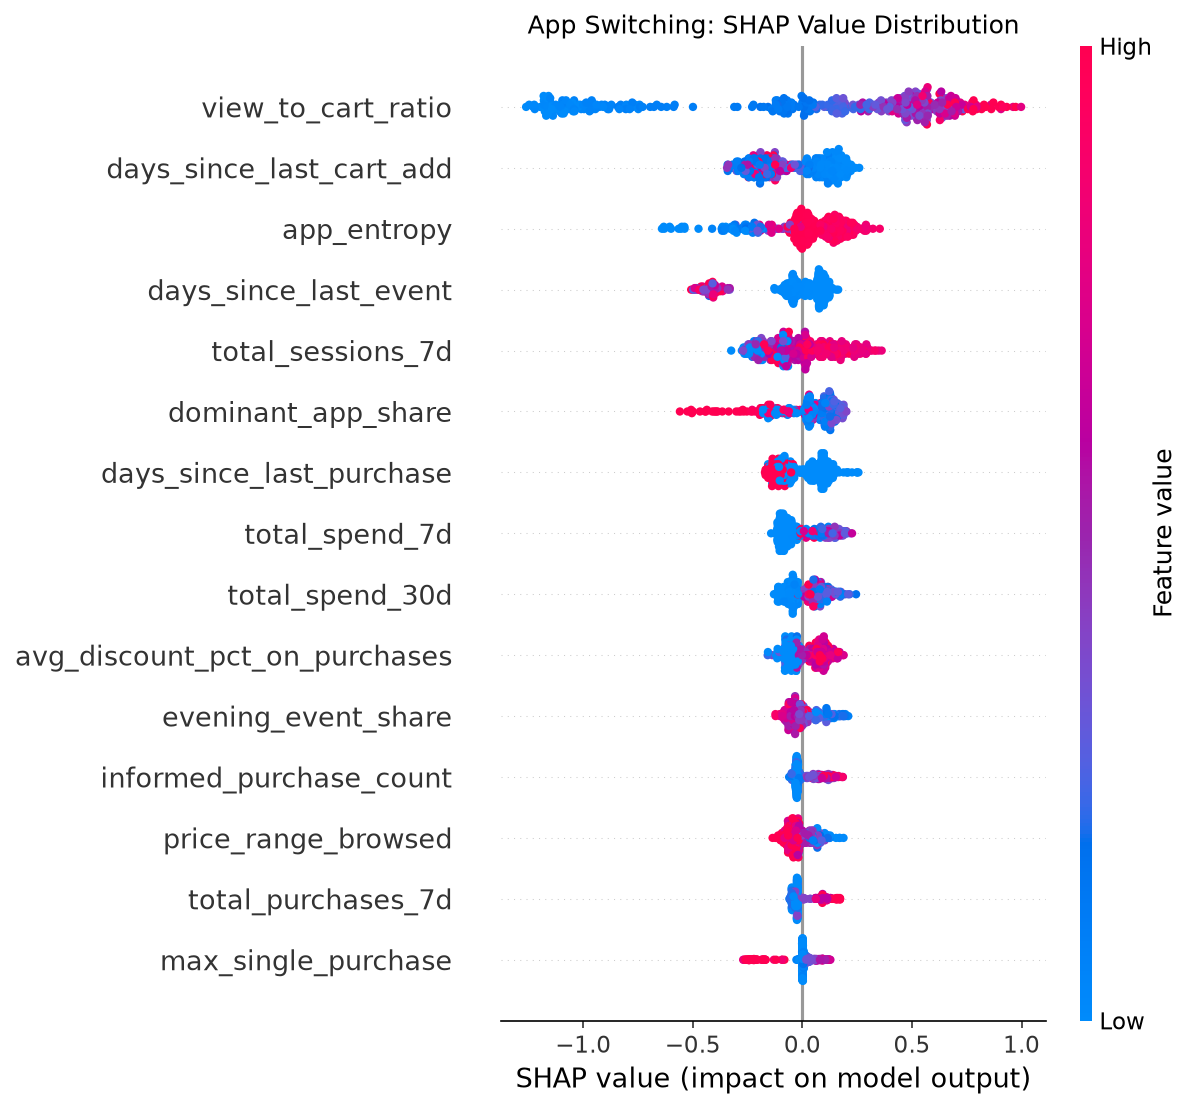 App Switching: SHAP Value Distribution
High
view_to_cart_ratio
days_since_last_cart_add
app_entropy
days_since_last_event
total_sessions_7d
dominant_app_share
days_since_last_purchase
total_spend_7d
total_spend_30d
avg_discount_pct_on_purchases
evening_event_share
informed_purchase_count
price_range_browsed
total_purchases_7d
max_single_purchase
Feature value
Low
−1.0 −0.5 0.0 0.5 1.0
SHAP value (impact on model output)